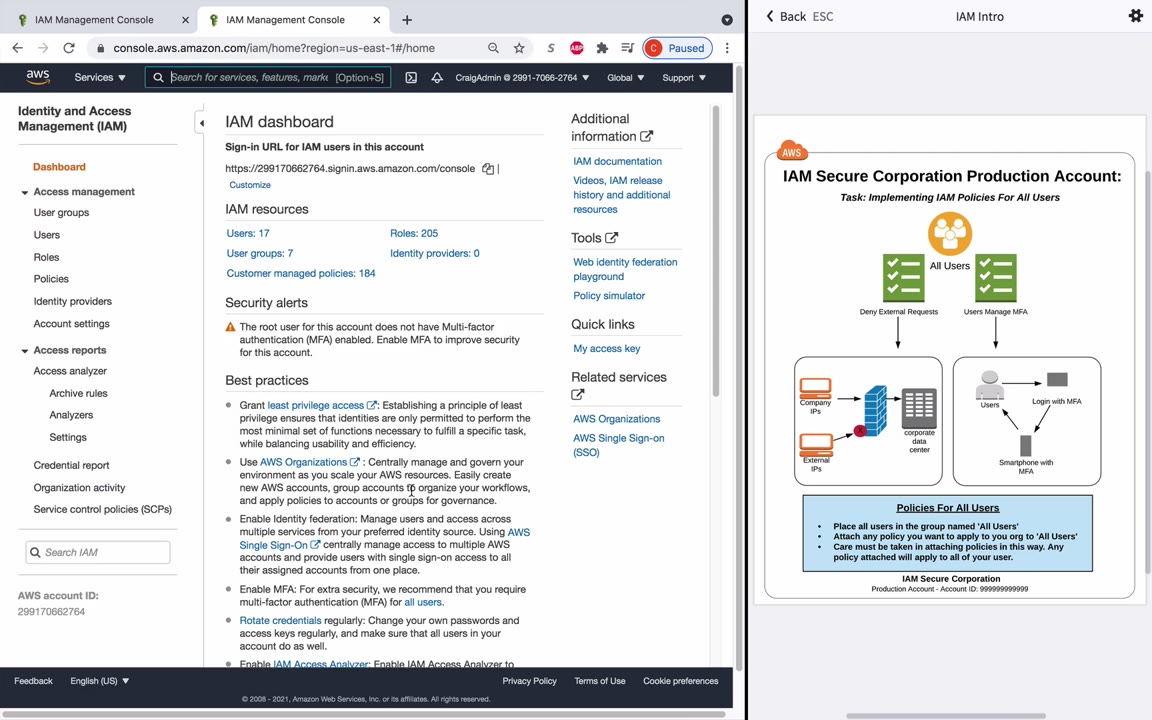 IAM Management Console
IAM Management Console
Back ESC
IAM Intro
console.aws.amazon.com/iam/home?region=us-east-1#/home
S
ABP
C Paused
aws
Services
Search for services, features, marke [Option+S]
CraigAdmin @ 2991-7066-2764
Global
Support
Identity and Access
Management (IAM)
Dashboard
Access management
User groups
Users
Roles
Policies
Identity providers
Account settings
Access reports
Access analyzer
Archive rules
Analyzers
Settings
Credential report
Organization activity
Service control policies (SCPs)
Search IAM
AWS account ID:
299170662764
IAM dashboard
Sign-in URL for IAM users in this account
https://299170662764.signin.aws.amazon.com/console |
Customize
IAM resources
Users: 17
Roles: 205
User groups: 7
Identity providers: 0
Customer managed policies: 184
Security alerts
The root user for this account does not have Multi-factor
authentication (MFA) enabled. Enable MFA to improve security
for this account.
Best practices
Grant least privilege access : Establishing a principle of least
privilege ensures that identities are only permitted to perform the
most minimal set of functions necessary to fulfill a specific task,
while balancing usability and efficiency.
Use AWS Organizations : Centrally manage and govern your
environment as you scale your AWS resources. Easily create
new AWS accounts, group accounts to organize your workflows,
and apply policies to accounts or groups for governance.
Enable Identity federation: Manage users and access across
multiple services from your preferred identity source. Using AWS
Single Sign-On centrally manage access to multiple AWS
accounts and provide users with single sign-on access to all
their assigned accounts from one place.
Enable MFA: For extra security, we recommend that you require
multi-factor authentication (MFA) for all users.
Rotate credentials regularly: Change your own passwords and
access keys regularly, and make sure that all users in your
account do as well.
Enable IAM Access Analyzer: Enable IAM Access Analyzer to
Additional
information
IAM documentation
Videos, IAM release
history and additional
resources
Tools
Web identity federation
playground
Policy simulator
Quick links
My access key
Related services
AWS Organizations
AWS Single Sign-on
(SSO)
Feedback
English (US)
Privacy Policy
Terms of Use
Cookie preferences
© 2008 - 2021, Amazon Web Services, Inc. or its affiliates. All rights reserved.
AWS
IAM Secure Corporation Production Account:
Task: Implementing IAM Policies For All Users
All Users
Deny External Requests
Users Manage MFA
Company
IPs
External
IPs
X
corporate
data
center
Users
Login with MFA
Smartphone with
MFA
Policies For All Users
• Place all users in the group named 'All Users'
• Attach any policy you want to apply to you org to 'All Users'
• Care must be taken in attaching policies in this way. Any
policy attached will apply to all of your user.
IAM Secure Corporation
Production Account - Account ID: 999999999999